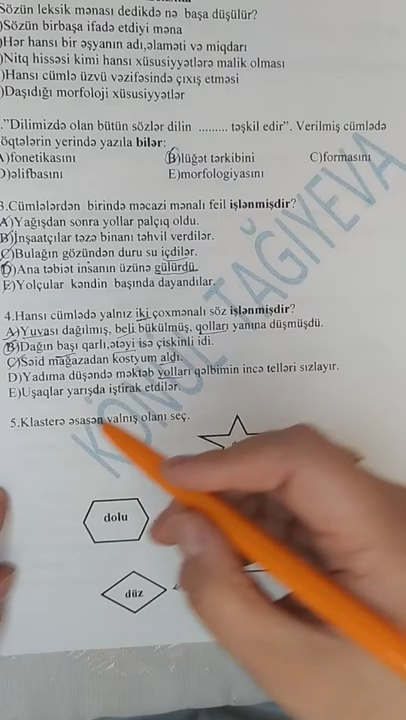 Sözün leksik mənası dedikdə nə başa düşülür?
)Sözün birbaşa ifadə etdiyi məna
)Hər hansı bir əşyanın adı,əlaməti və miqdarı
)Nitq hissəsi kimi hansı xüsusiyyətlərə malik olması
)Hansı cümlə üzvü vəzifəsində çıxış etməsi
)Daşıdığı morfoloji xüsusiyyətlər
."Dilimizdə olan bütün sözlər dilin ......... təşkil edir". Verilmiş cümlədə
öqtələrin yerində yazıla bilər:
A)fonetikasını B)lüğət tərkibini C)formasını
D)əlifbasını E)morfologiyasını
3.Cümlələrdən birində məcazi mənalı feil işlənmişdir?
A)Yağışdan sonra yollar palçıq oldu.
B)İnşaatçılar təzə binanı təhvil verdilər.
C)Bulağın gözündən duru su içdilər.
D)Ana təbiət insanın üzünə gülürdü.
E)Yolçular kəndin başında dayandılar.
4.Hansı cümlədə yalnız iki çoxmənalı söz işlənmişdir?
A)Yuvası dağılmış, beli bükülmüş, qolları yanına düşmüşdü.
B)Dağın başı qarlı,ətəyi isə çiskinli idi.
C)Səid mağazadan kostyum aldı.
D)Yadıma düşəndə məktəb yolları qəlbimin incə telləri sızlayır.
E)Uşaqlar yarışda iştirak etdilər.
5.Klasterə əsasən yalnış olanı seç.
dolu
düz
KÖNÜL TAĞIYEVA